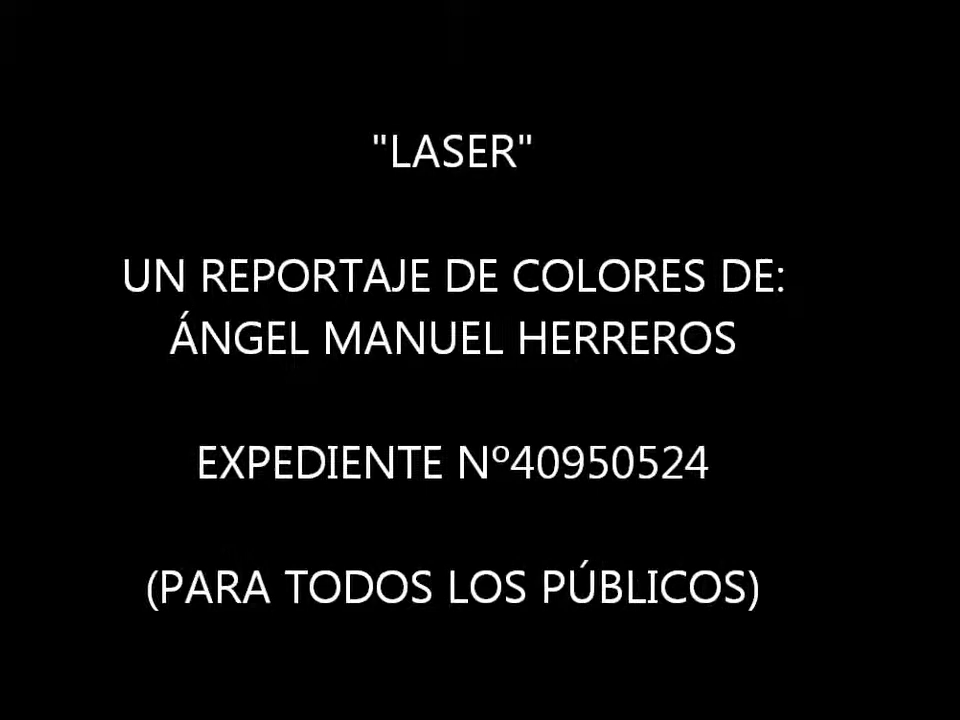 "LASER"
UN REPORTAJE DE COLORES DE:
ÁNGEL MANUEL HERREROS
EXPEDIENTE Nº40950524
(PARA TODOS LOS PÚBLICOS)